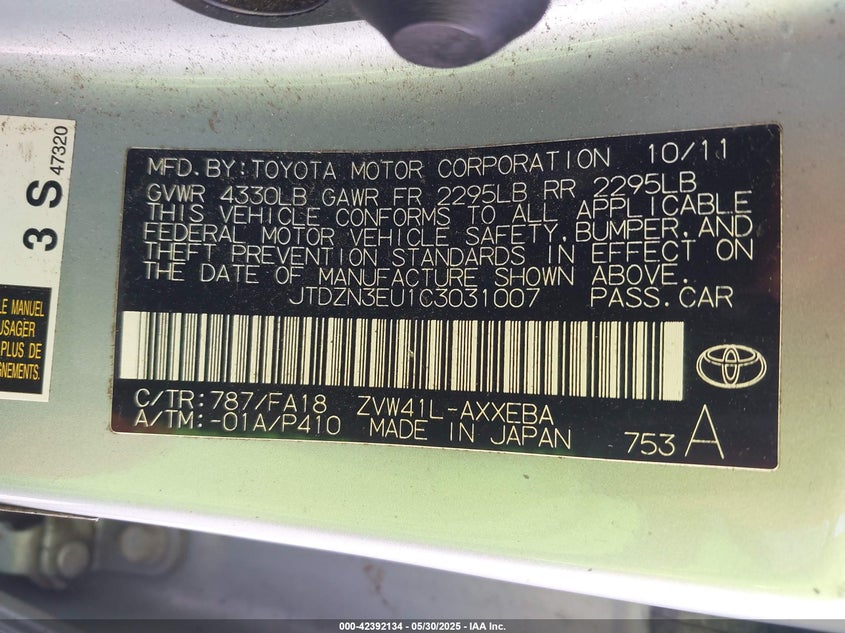 3 S
47320
LE MANUEL
USAGER
PLUS DE
GNEMENTS.
MFD.BY:TOYOTA MOTOR CORPORATION 10/11
GVWR 4330LB GAWR FR 2295LB RR 2295LB
THIS VEHICLE CONFORMS TO ALL APPLICABLE
FEDERAL MOTOR VEHICLE SAFETY,BUMPER,AND
THEFT PREVENTION STANDARDS IN EFFECT ON
THE DATE OF MANUFACTURE SHOWN ABOVE.
JTDZN3EU1C3031007 PASS.CAR
C/TR:787/FA18 ZVW41L-AXXEBA
A/TM:-01A/P410 MADE IN JAPAN 753 A
000-42392134 - 05/30/2025 - IAA Inc.